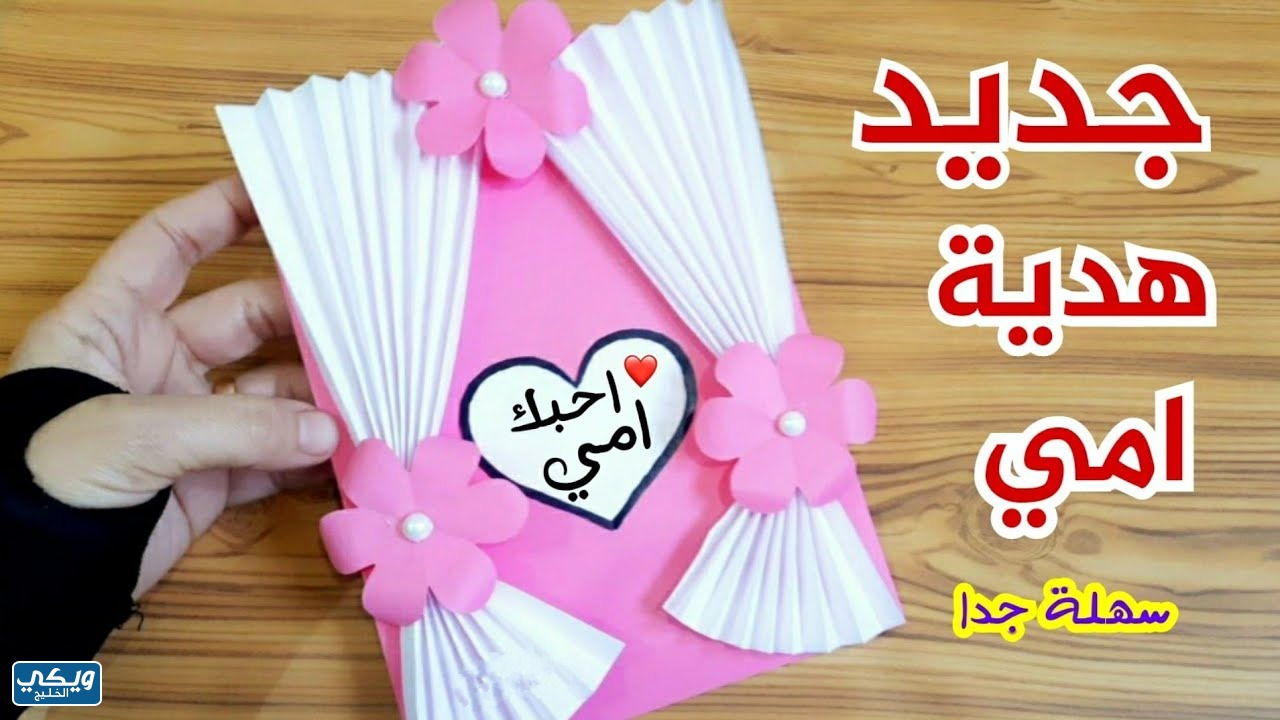 جديد
هدية
امي
سهلة جدا
احبك
امي
ويكي
الخليج